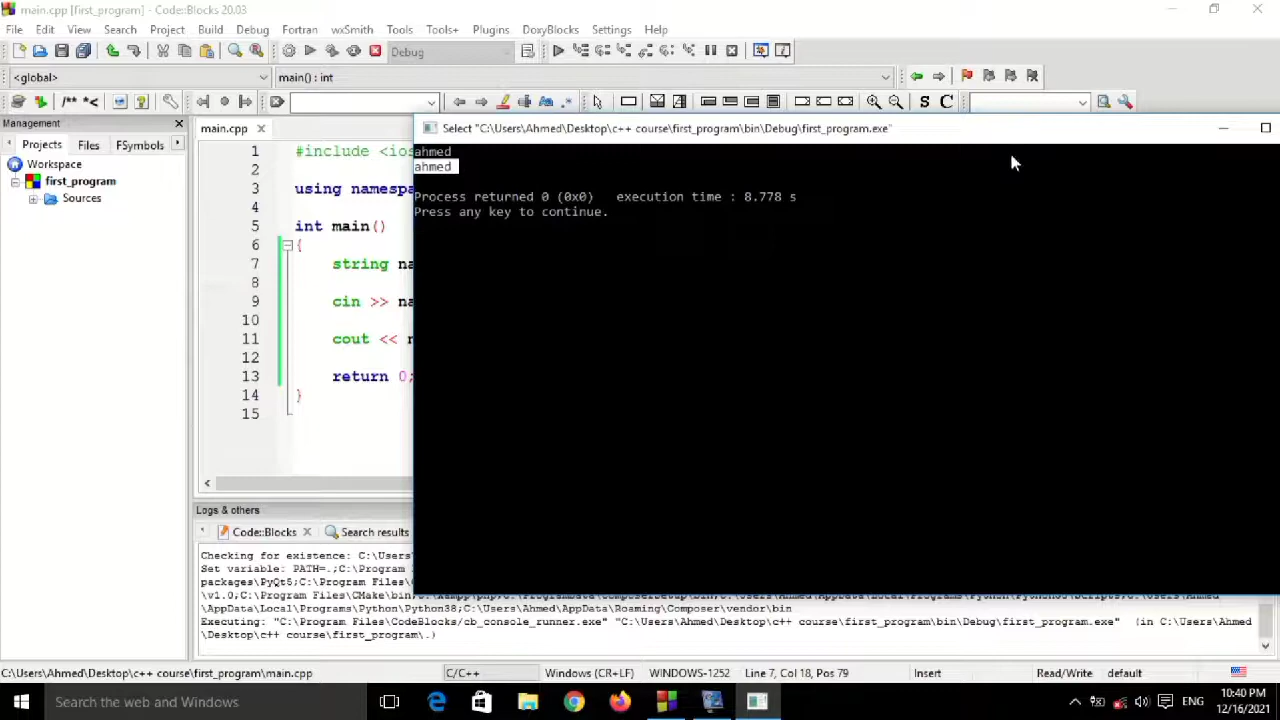 main.cpp [first_program] - Code::Blocks 20.03
File Edit View Search Project Build Debug Fortran wxSmith Tools Tools+ Plugins DoxyBlocks Settings Help
Debug
<global> main() : int
/** *< S C
Management
Projects Files FSymbols
Workspace
first_program
Sources
main.cpp
1 #include <ios
2
3 using namespa
4
5 int main()
6 {
7 string na
8
9 cin >> na
10
11 cout << n
12
13 return 0;
14 }
15
Select "C:\Users\Ahmed\Desktop\c++ course\first_program\bin\Debug\first_program.exe"
ahmed
ahmed
Process returned 0 (0x0) execution time : 8.778 s
Press any key to continue.
Logs & others
Code::Blocks Search results
Checking for existence: C:\Users
Set variable: PATH=.;C:\Program
packages\PyQt5;C:\Program Files\
\v1.0;C:\Program Files\CMake\bin;
\AppData\Local\Programs\Python\Python38;C:\Users\Ahmed\AppData\Roaming\Composer\vendor\bin
Executing: "C:\Program Files\CodeBlocks/cb_console_runner.exe" "C:\Users\Ahmed\Desktop\c++ course\first_program\bin\Debug\first_program.exe" (in C:\Users\Ahmed
\Desktop\c++ course\first_program\.)
C:\Users\Ahmed\Desktop\c++ course\first_program\main.cpp C/C++ Windows (CR+LF) WINDOWS-1252 Line 7, Col 18, Pos 79 Insert Read/Write default
Search the web and Windows
ENG
10:40 PM
12/16/2021